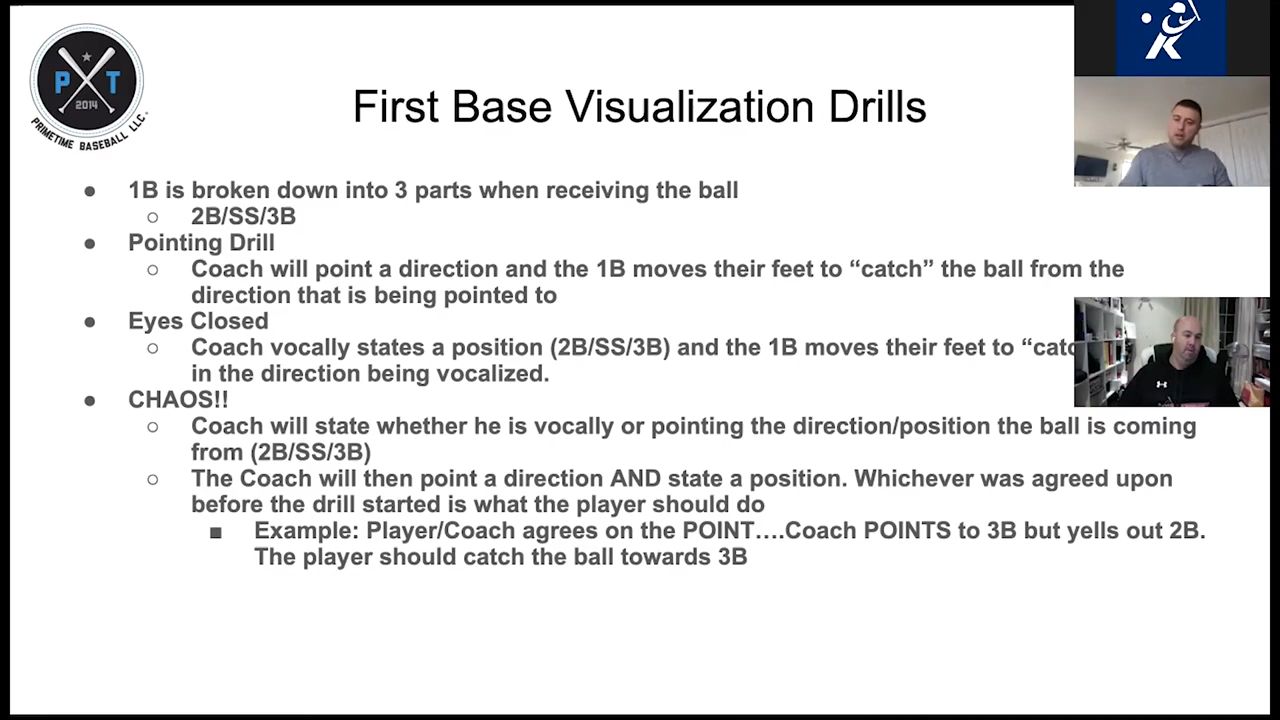 P T
2014
PRIMETIME BASEBALL LLC.
First Base Visualization Drills
● 1B is broken down into 3 parts when receiving the ball
○ 2B/SS/3B
● Pointing Drill
○ Coach will point a direction and the 1B moves their feet to “catch” the ball from the
direction that is being pointed to
● Eyes Closed
○ Coach vocally states a position (2B/SS/3B) and the 1B moves their feet to “catc
in the direction being vocalized.
● CHAOS!!
○ Coach will state whether he is vocally or pointing the direction/position the ball is coming
from (2B/SS/3B)
○ The Coach will then point a direction AND state a position. Whichever was agreed upon
before the drill started is what the player should do
■ Example: Player/Coach agrees on the POINT….Coach POINTS to 3B but yells out 2B.
The player should catch the ball towards 3B